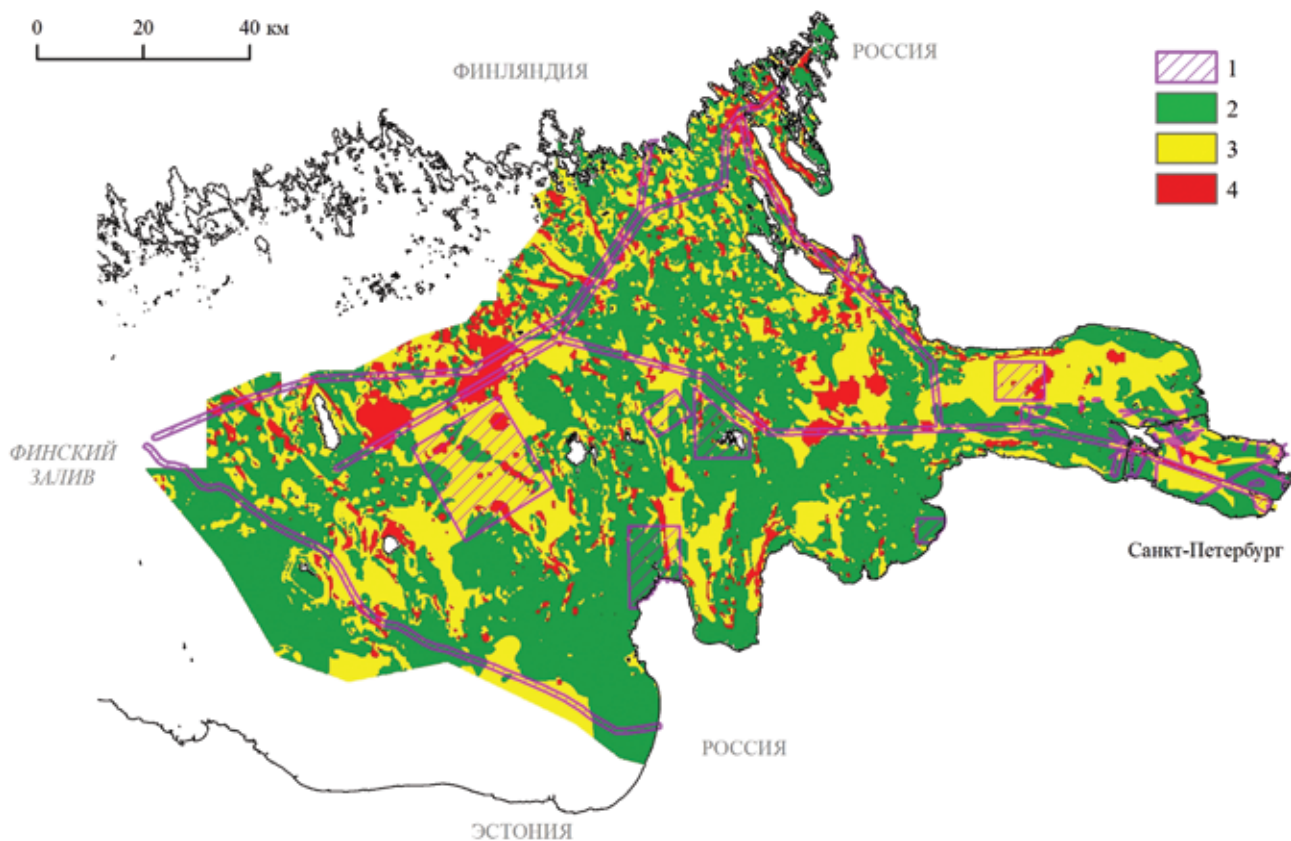 0 20 40 км
РОССИЯ
ФИНЛЯНДИЯ
1
2
3
4
ФИНСКИЙ
ЗАЛИВ
Санкт-Петербург
РОССИЯ
ЭСТОНИЯ